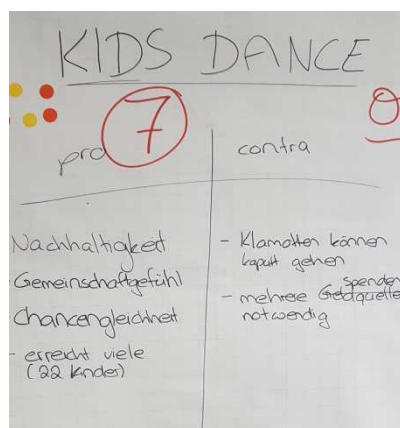 KIDS DANCE
pro 7
contra 0
Nachhaltigkeit
Gemeinschaftgefühl
Chancengleichheit
- erreicht viele
(22 Kinder)
- Klamotten können
kaputt gehen
- mehrere Geldquellen spenden
notwendig